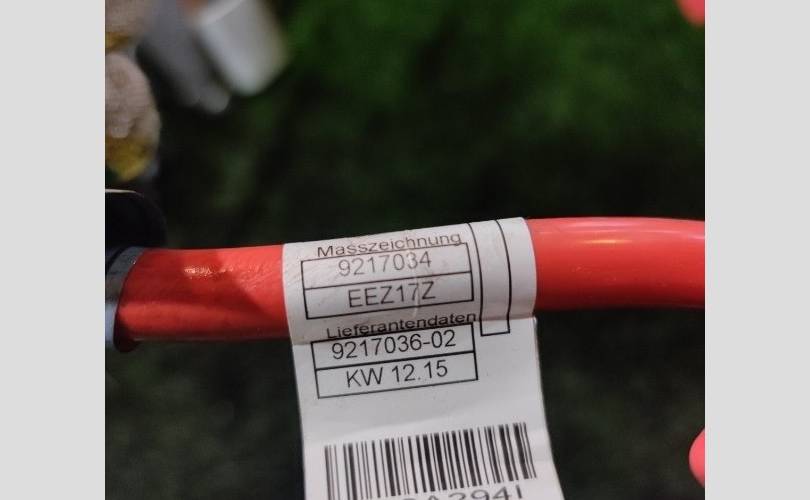 Masszeichnung
9217034
EEZ17Z
Lieferantendaten
9217036-02
KW 12.15